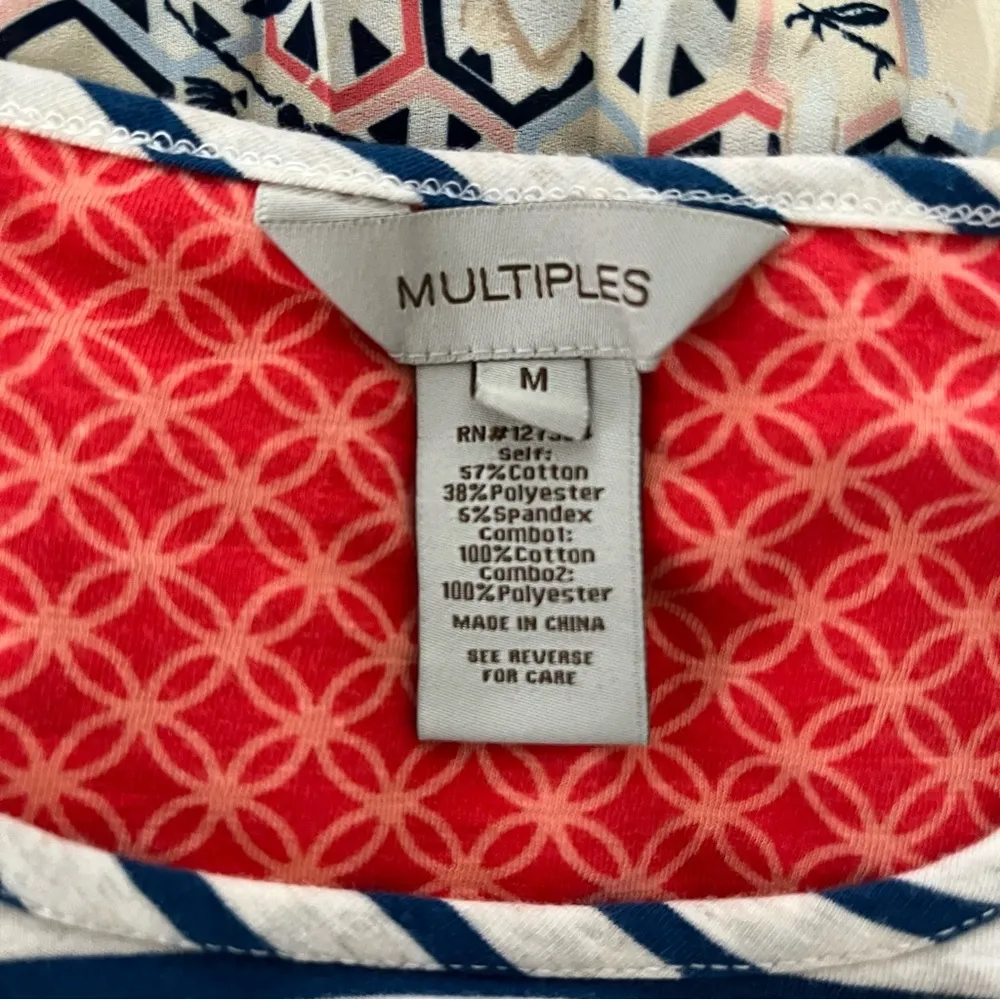 MULTIPLES
M
RN#
Self:
57%Cotton
38%Polyester
5%Spandex
Combo1:
100%Cotton
Combo2:
100%Polyester
MADE IN CHINA
SEE REVERSE
FOR CARE